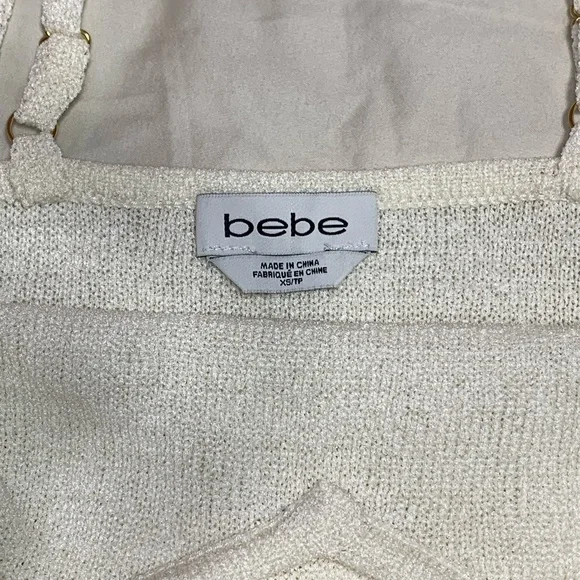 bebe
MADE IN CHINA
FABRIQUÉ EN CHINE
XS/TP